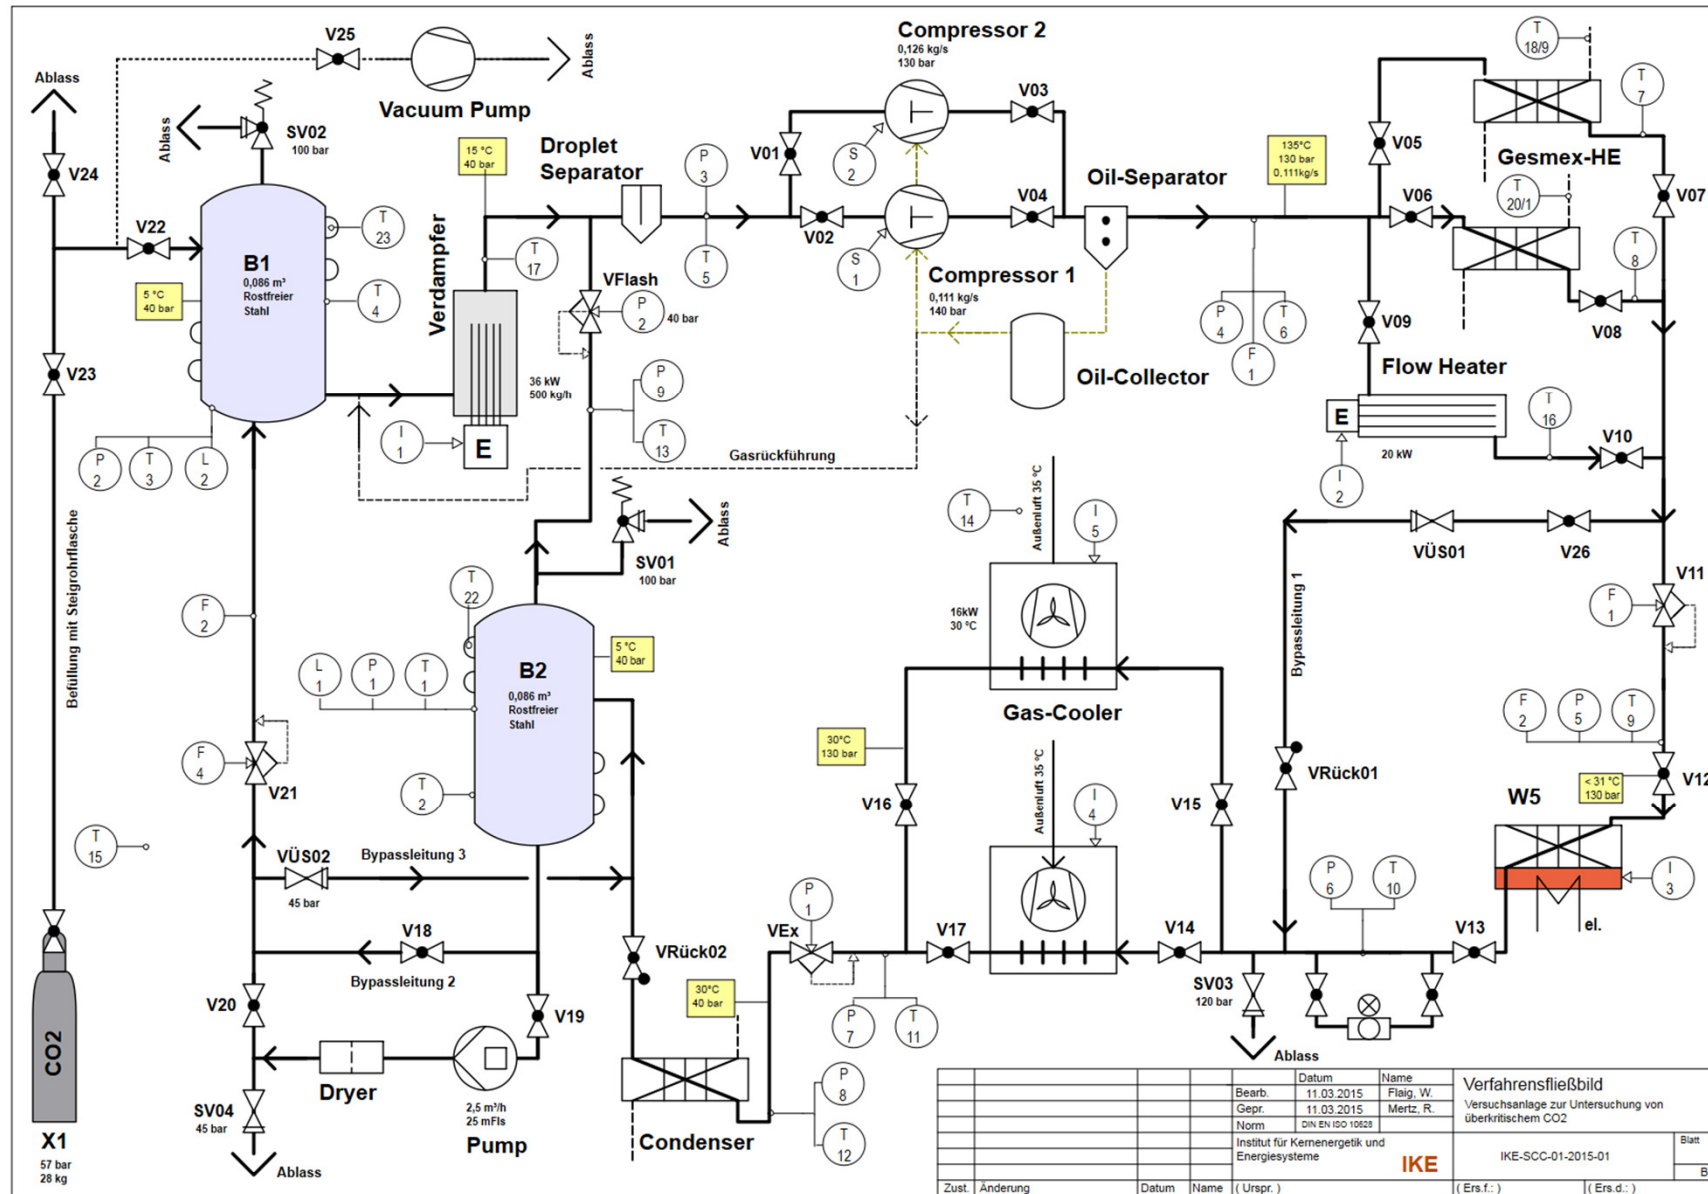 V25
Vacuum Pump
Ablass
Ablass
V24
Ablass
SV02
100 bar
V22
V23
B1
0,086 m³
Rostfreier
Stahl
5 °C
40 bar
T
23
T
4
P
2
T
3
L
2
Befüllung mit Steigrohrflasche
CO2
X1
57 bar
28 kg
T
15
Verdampfer
15 °C
40 bar
T
17
36 kW
500 kg/h
I
1
E
Droplet
Separator
VFlash
P
2
40 bar
P
9
T
13
P
3
T
5
Compressor 2
0,126 kg/s
130 bar
V01
V03
S
2
V02
V04
S
1
Compressor 1
0,111 kg/s
140 bar
Oil-Separator
Oil-Collector
Gasrückführung
135°C
130 bar
0,111kg/s
P
4
T
6
F
1
T
18/9
T
7
V05
Gesmex-HE
V06
T
20/1
V07
T
8
V08
V09
Flow Heater
E
20 kW
I
2
T
16
V10
VÜS01
V26
V11
F
1
Bypassleitung 1
VRück01
F
2
P
5
T
9
V12
< 31 °C
130 bar
W5
I
3
el.
V13
P
6
T
10
SV03
120 bar
Ablass
T
14
Außenluft 35 °C
I
5
16kW
30 °C
Gas-Cooler
Außenluft 35 °C
I
4
V15
V16
V14
V17
30°C
130 bar
P
1
VEx
P
7
T
11
SV01
100 bar
Ablass
T
22
B2
0,086 m³
Rostfreier
Stahl
5 °C
40 bar
L
1
P
1
T
1
T
2
F
2
F
4
V21
VÜS02
45 bar
Bypassleitung 3
V18
Bypassleitung 2
V20
V19
Dryer
2,5 m³/h
25 mFls
Pump
SV04
45 bar
Ablass
VRück02
30°C
40 bar
Condenser
P
8
T
12
Datum
Name
Bearb.
11.03.2015
Flaig, W.
Gepr.
11.03.2015
Mertz, R.
Norm
DIN EN ISO 10628
Institut für Kernenergetik und
Energiesysteme
IKE
Verfahrensfließbild
Versuchsanlage zur Untersuchung von
überkritischem CO2
IKE-SCC-01-2015-01
Blatt
B
Zust.
Änderung
Datum
Name
( Urspr. )
( Ers.f.: )
( Ers.d.: )